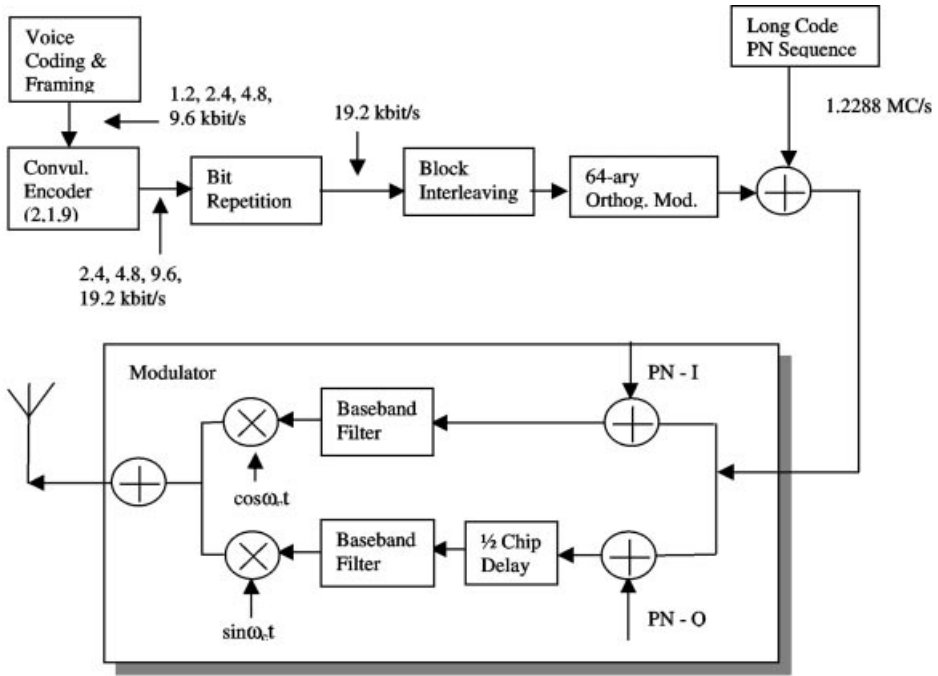 Voice
Coding &
Framing
Long Code
PN Sequence
1.2, 2.4, 4.8,
9.6 kbit/s
19.2 kbit/s
1.2288 MC/s
Convul.
Encoder
(2,1,9)
Bit
Repetition
Block
Interleaving
64-ary
Orthog. Mod.
2.4, 4.8, 9.6,
19.2 kbit/s
Modulator
PN - I
Baseband
Filter
cosω꜀t
½ Chip
Delay
Baseband
Filter
sinω꜀t
PN - Q